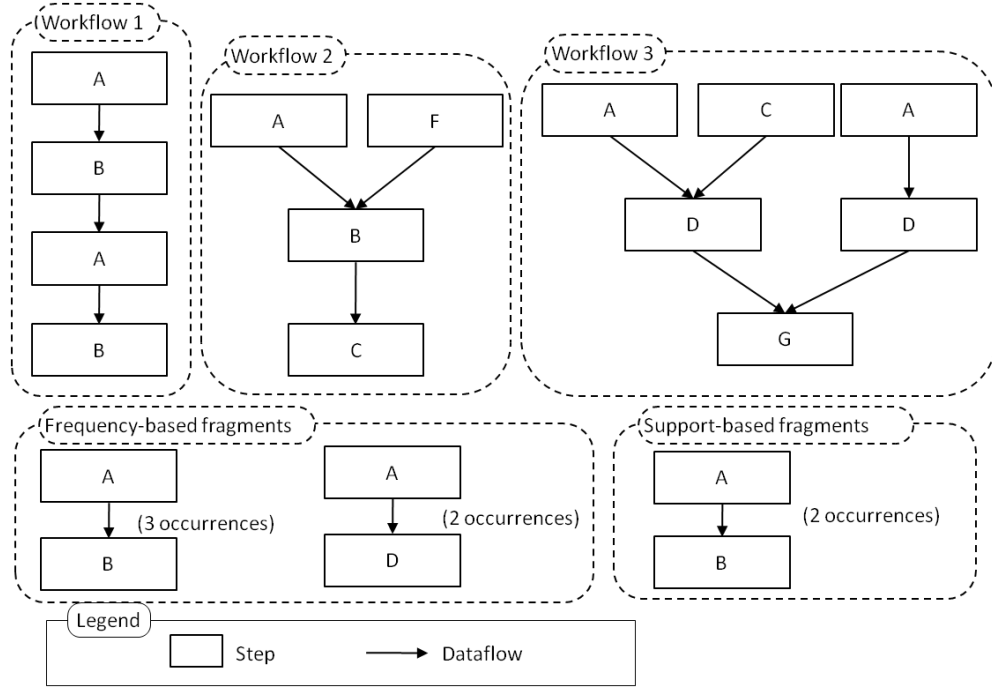 Workflow 1
A
B
A
B
Workflow 2
A F
B
C
Workflow 3
A C A
D D
G
Frequency-based fragments
A
(3 occurrences)
B
A
(2 occurrences)
D
Support-based fragments
A
(2 occurrences)
B
Legend
Step Dataflow